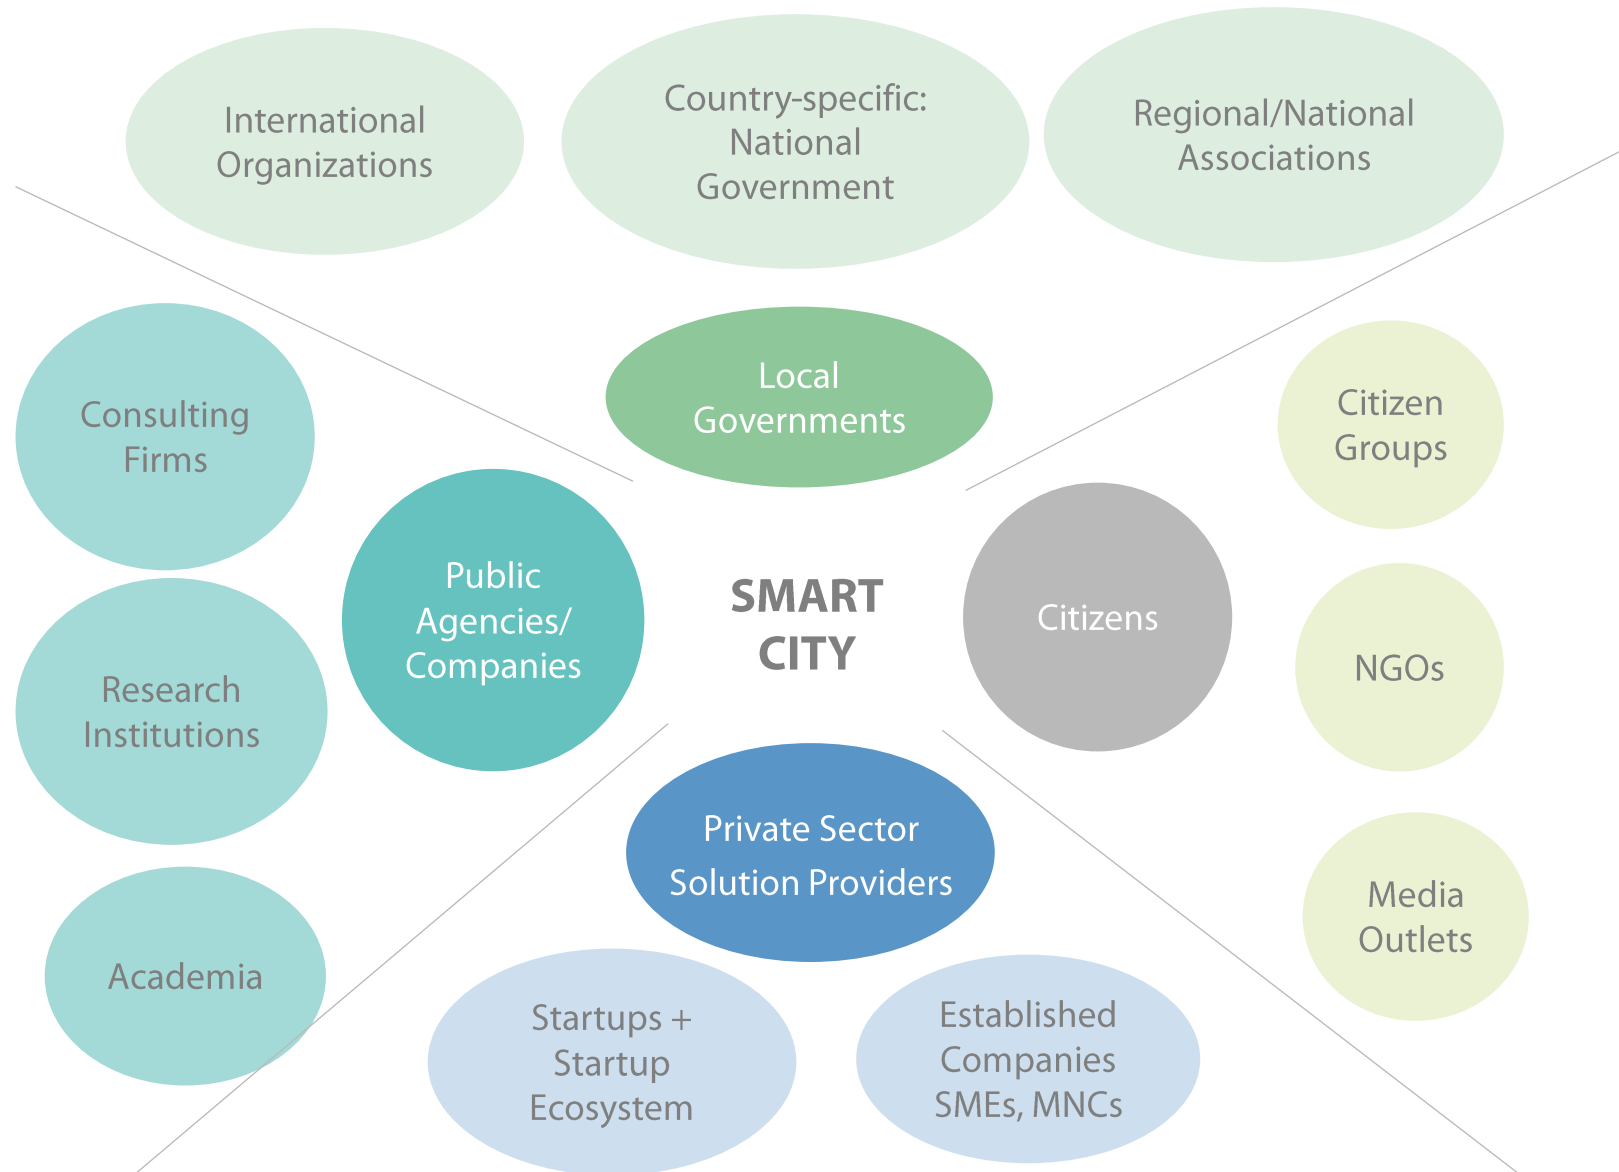 International
Organizations
Country-specific:
National
Government
Regional/National
Associations
Local
Governments
Consulting
Firms
Research
Institutions
Academia
Public
Agencies/
Companies
SMART
CITY
Citizens
Citizen
Groups
NGOs
Media
Outlets
Private Sector
Solution Providers
Startups +
Startup
Ecosystem
Established
Companies
SMEs, MNCs